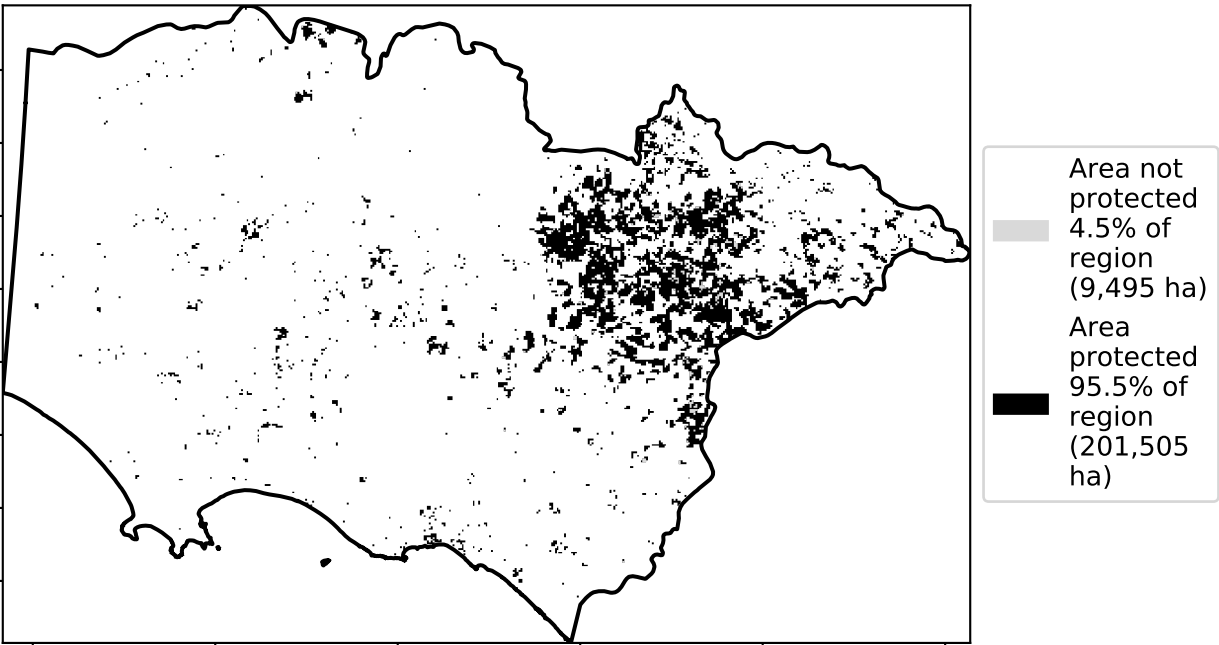 Area not
protected
4.5% of
region
(9,495 ha)
Area
protected
95.5% of
region
(201,505
ha)